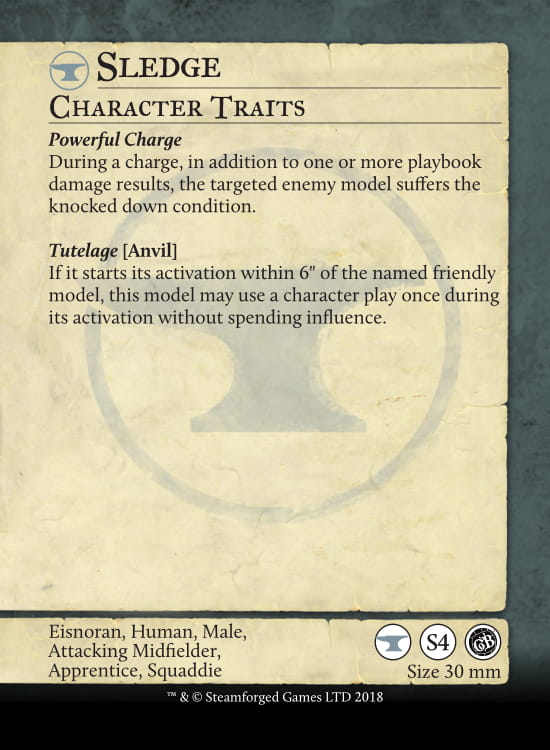 Sledge
Character Traits
Powerful Charge
During a charge, in addition to one or more playbook
damage results, the targeted enemy model suffers the
knocked down condition.
Tutelage [Anvil]
If it starts its activation within 6" of the named friendly
model, this model may use a character play once during
its activation without spending influence.
Eisnoran, Human, Male,
Attacking Midfielder,
Apprentice, Squaddie
S4
GB
Size 30 mm
™ & © Steamforged Games LTD 2018